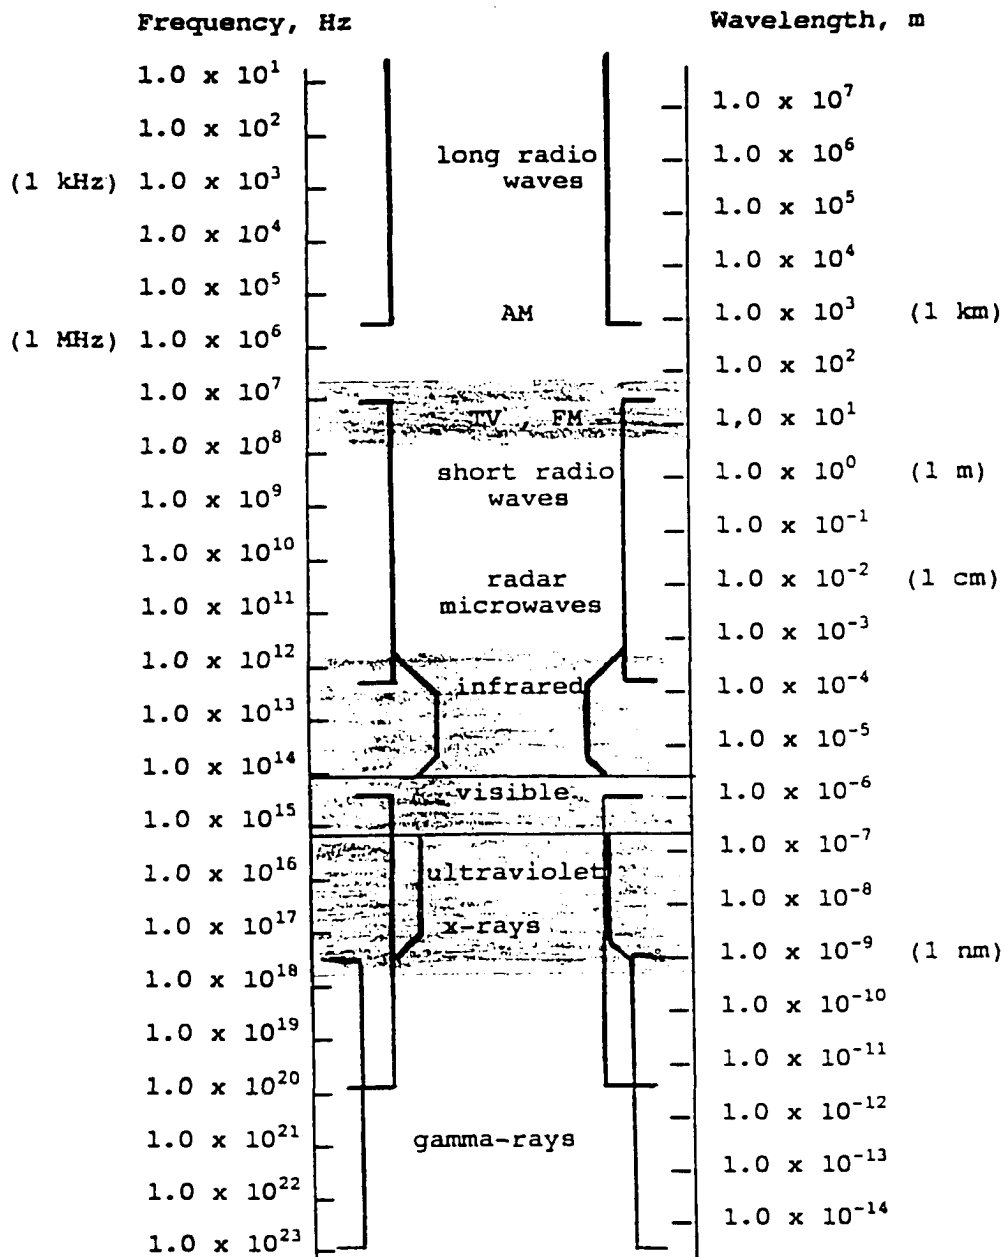 Frequency, Hz
Wavelength, m
1.0 x 10¹
1.0 x 10⁷
1.0 x 10²
long radio
1.0 x 10⁶
(1 kHz) 1.0 x 10³
waves
1.0 x 10⁵
1.0 x 10⁴
1.0 x 10⁴
1.0 x 10⁵
AM
1.0 x 10³ (1 km)
(1 MHz) 1.0 x 10⁶
1.0 x 10²
1.0 x 10⁷
TV, FM
1,0 x 10¹
1.0 x 10⁸
short radio
1.0 x 10⁰ (1 m)
1.0 x 10⁹
waves
1.0 x 10⁻¹
1.0 x 10¹⁰
radar
1.0 x 10⁻² (1 cm)
1.0 x 10¹¹
microwaves
1.0 x 10⁻³
1.0 x 10¹²
infrared
1.0 x 10⁻⁴
1.0 x 10¹³
1.0 x 10⁻⁵
1.0 x 10¹⁴
visible
1.0 x 10⁻⁶
1.0 x 10¹⁵
1.0 x 10⁻⁷
1.0 x 10¹⁶
ultraviolet
1.0 x 10⁻⁸
1.0 x 10¹⁷
x-rays
1.0 x 10⁻⁹ (1 nm)
1.0 x 10¹⁸
1.0 x 10⁻¹⁰
1.0 x 10¹⁹
1.0 x 10⁻¹¹
1.0 x 10²⁰
1.0 x 10⁻¹²
1.0 x 10²¹
gamma-rays
1.0 x 10⁻¹³
1.0 x 10²²
1.0 x 10⁻¹⁴
1.0 x 10²³